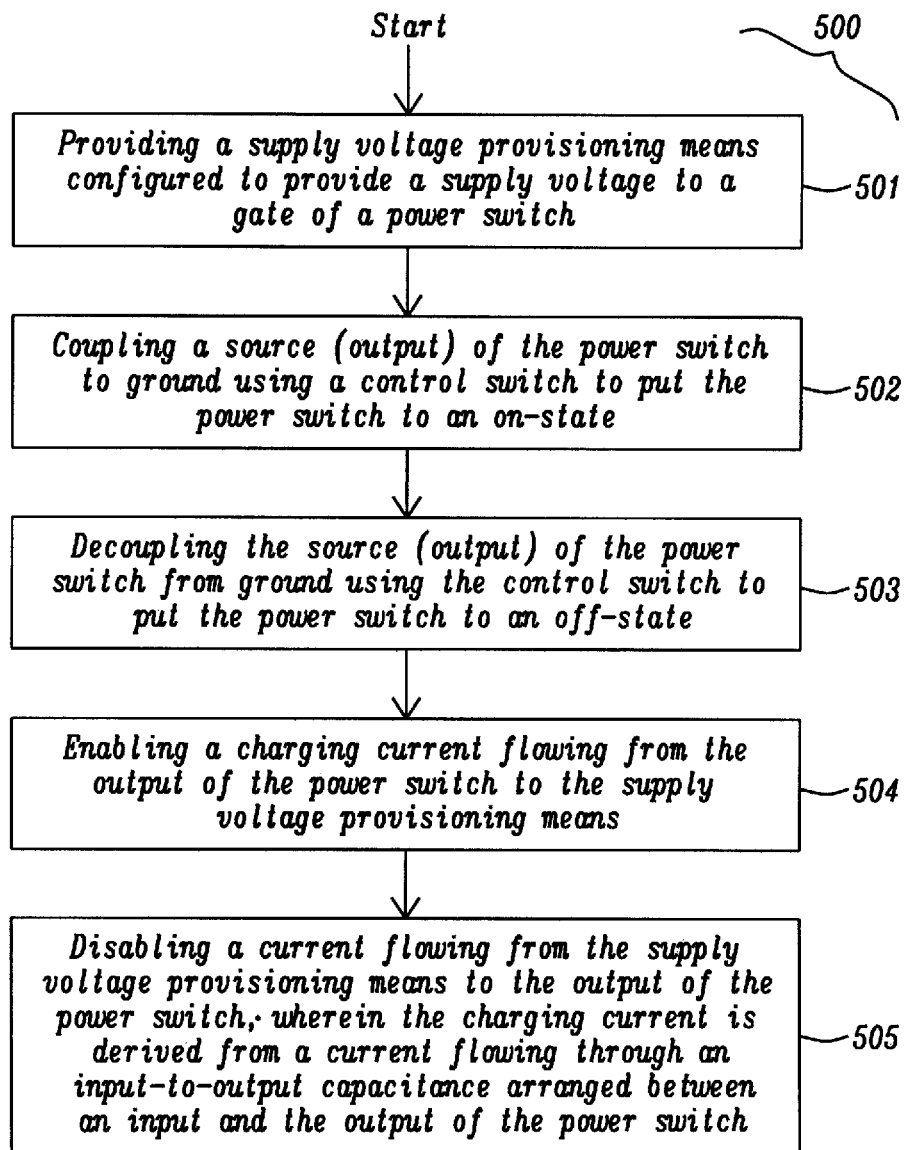 Start
500
Providing a supply voltage provisioning means
configured to provide a supply voltage to a
gate of a power switch
501
Coupling a source (output) of the power switch
to ground using a control switch to put the
power switch to an on-state
502
Decoupling the source (output) of the power
switch from ground using the control switch to
put the power switch to an off-state
503
Enabling a charging current flowing from the
output of the power switch to the supply
voltage provisioning means
504
Disabling a current flowing from the supply
voltage provisioning means to the output of the
power switch, wherein the charging current is
derived from a current flowing through an
input-to-output capacitance arranged between
an input and the output of the power switch
505